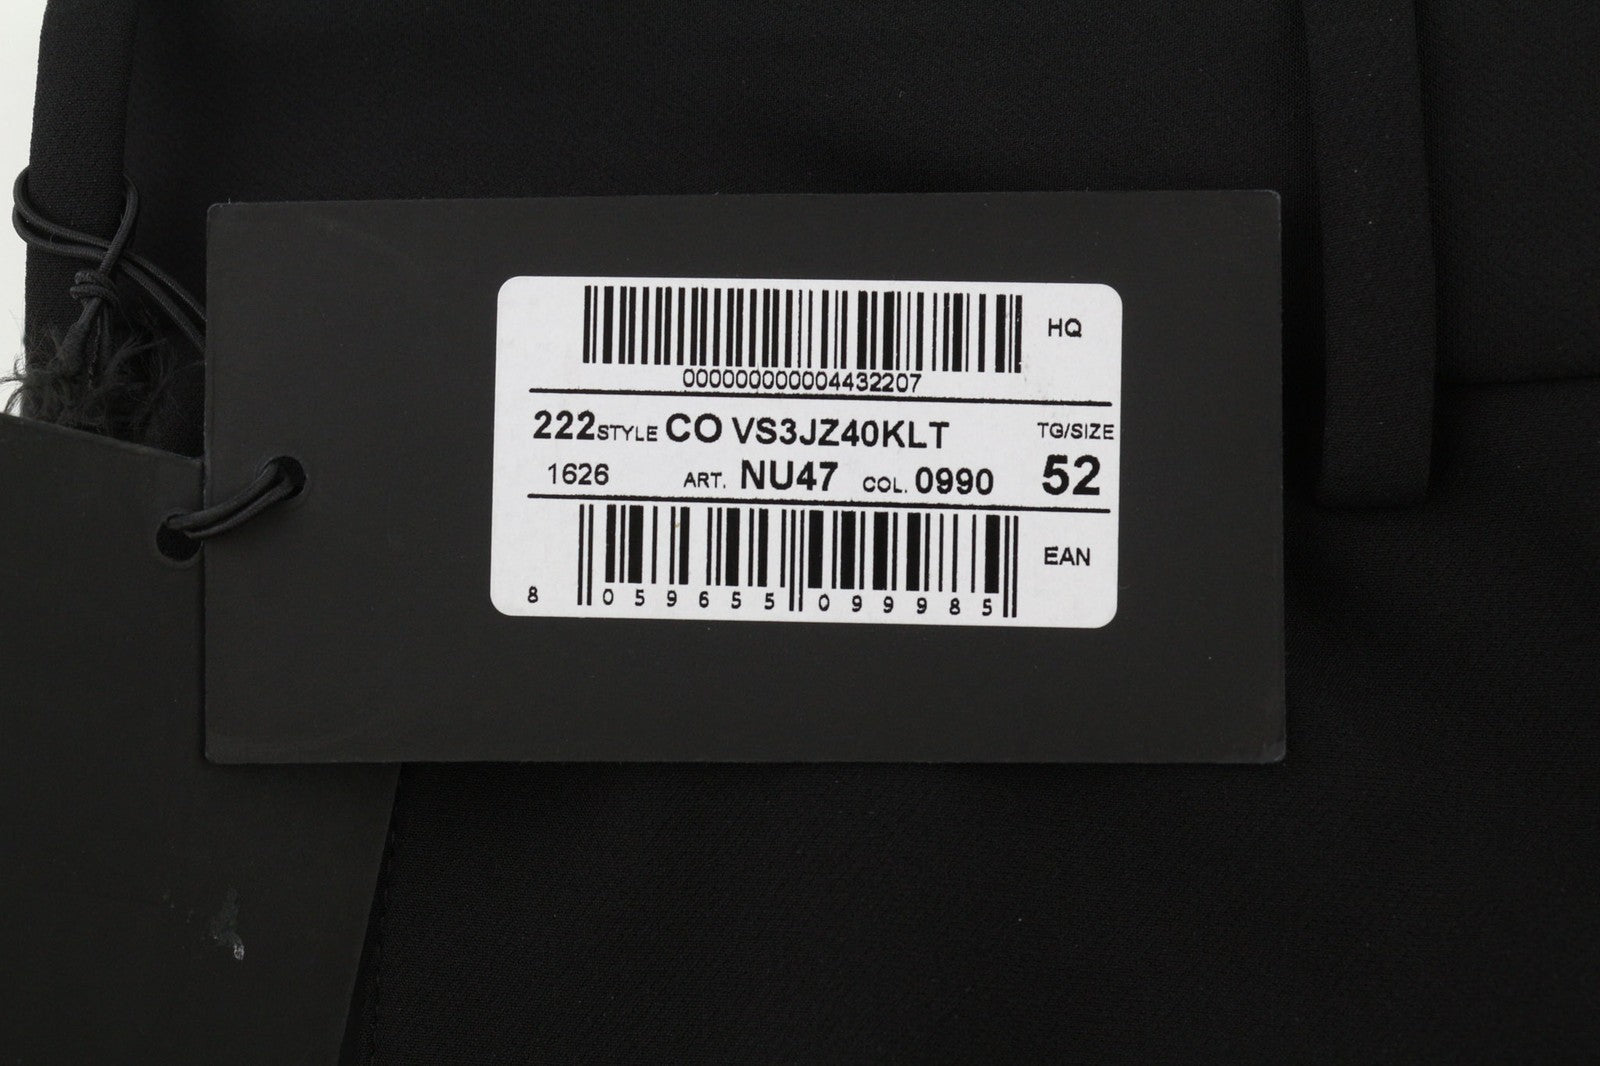 HQ
000000000004432207
222STYLE CO VS3JZ40KLT TG/SIZE
1626 ART. NU47 COL. 0990 52
EAN
8 059655 099985